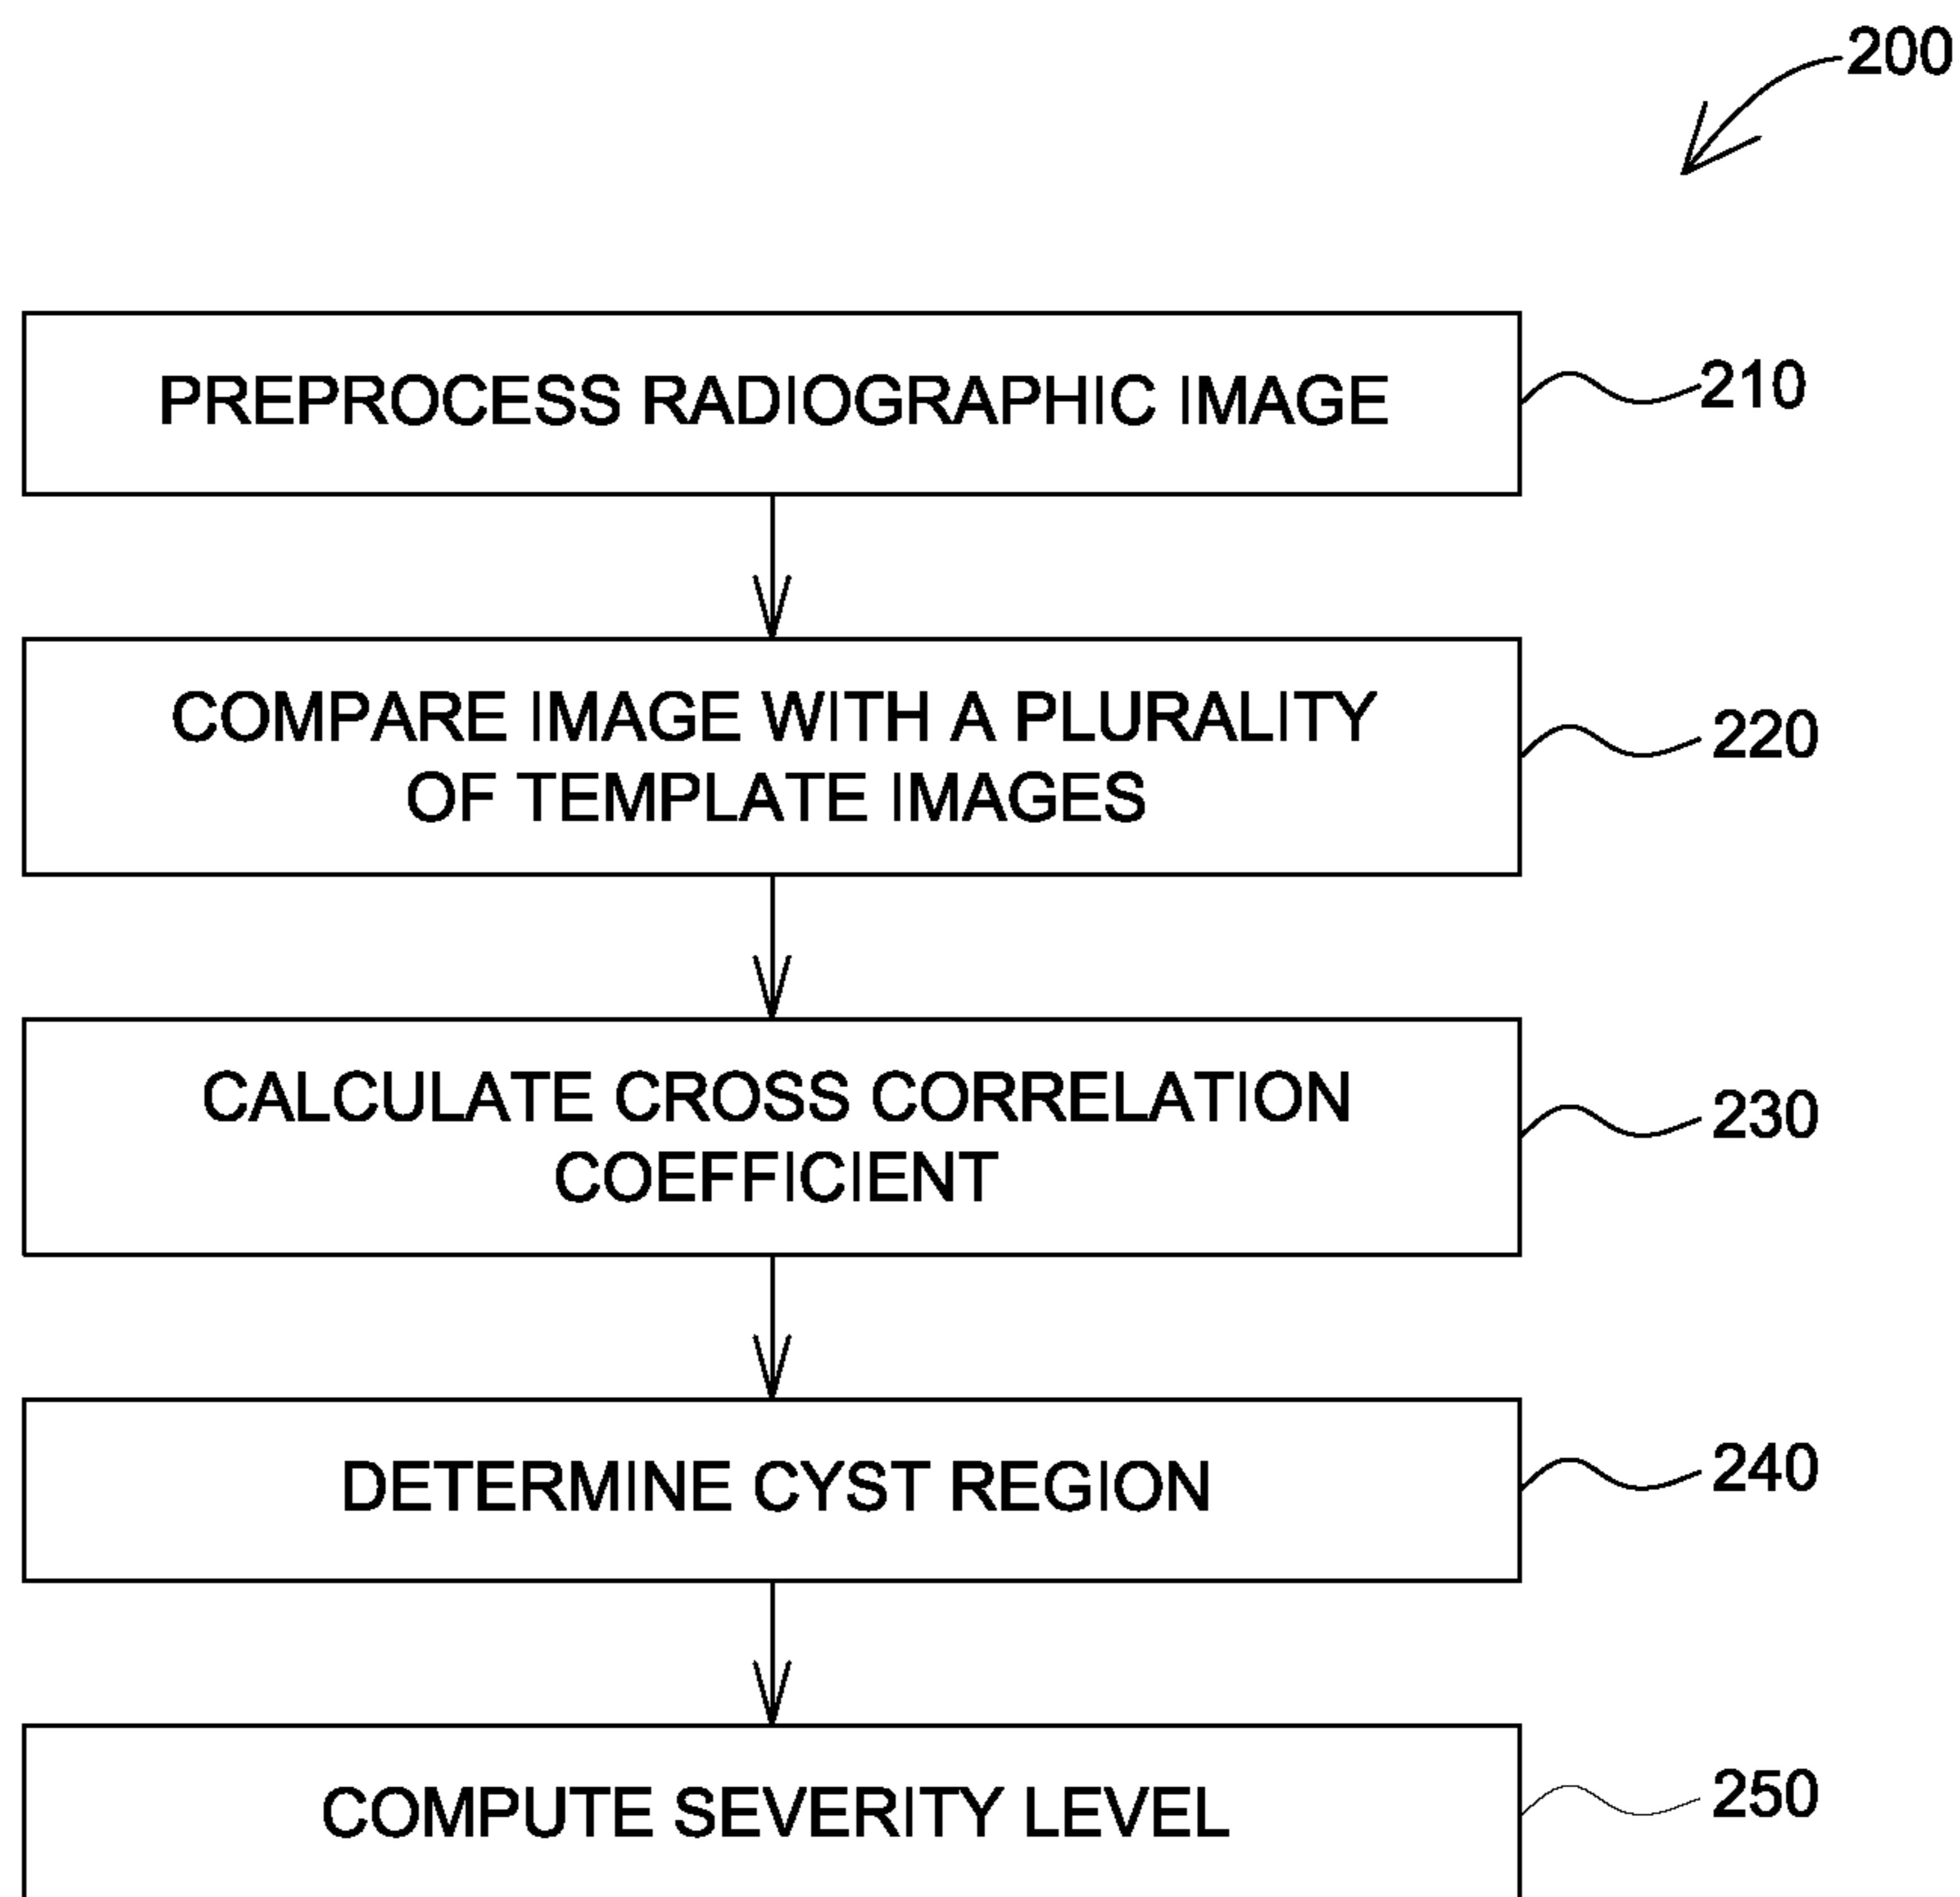 200
PREPROCESS RADIOGRAPHIC IMAGE
210
COMPARE IMAGE WITH A PLURALITY
OF TEMPLATE IMAGES
220
CALCULATE CROSS CORRELATION
COEFFICIENT
230
DETERMINE CYST REGION
240
COMPUTE SEVERITY LEVEL
250